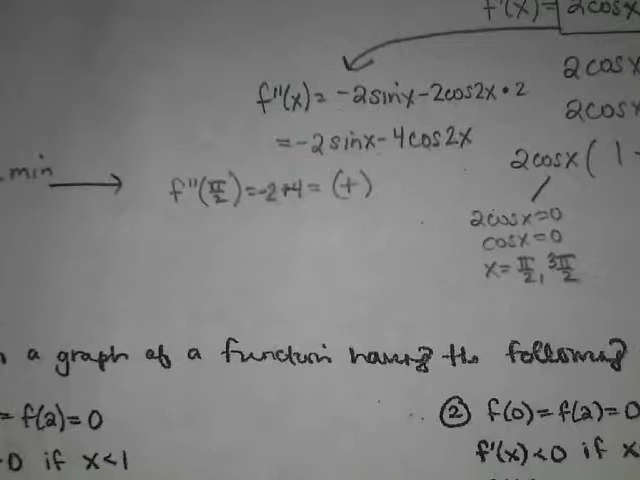 f'(x) = 2cosx
f''(x) = -2sinx - 2cos2x • 2
2cosx
= -2sinx - 4cos2x
2cosx
min
2cosx ( 1 -
f''(π/2) = -2+4 = (+)
2cosx=0
cosx=0
x= π/2, 3π/2
a graph of a function having the following
= f(2) = 0
② f(0) = f(2) = 0
0 if x<1
f'(x) <0 if x